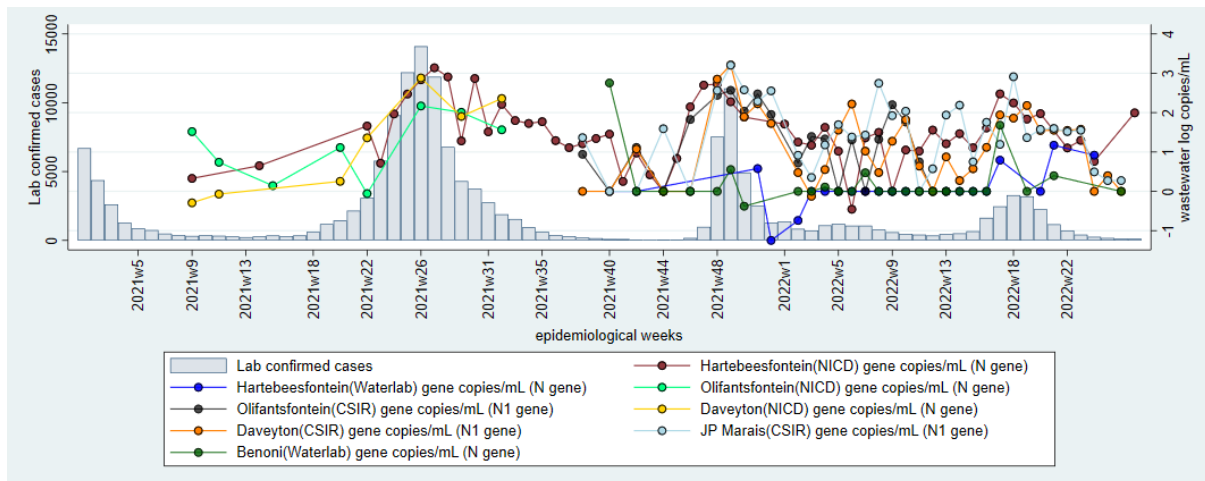 15000
10000
5000
0
Lab confirmed cases
4
3
2
1
0
-1
wastewater log copies/mL
2021w5
2021w9
2021w13
2021w18
2021w22
2021w26
2021w31
2021w35
2021w40
2021w44
2021w48
2022w1
2022w5
2022w9
2022w13
2022w18
2022w22
epidemiological weeks
Lab confirmed cases
Hartebeesfontein(NICD) gene copies/mL (N gene)
Hartebeesfontein(Waterlab) gene copies/mL (N gene)
Olifantsfontein(NICD) gene copies/mL (N gene)
Olifantsfontein(CSIR) gene copies/mL (N1 gene)
Daveyton(NICD) gene copies/mL (N gene)
Daveyton(CSIR) gene copies/mL (N1 gene)
JP Marais(CSIR) gene copies/mL (N1 gene)
Benoni(Waterlab) gene copies/mL (N gene)